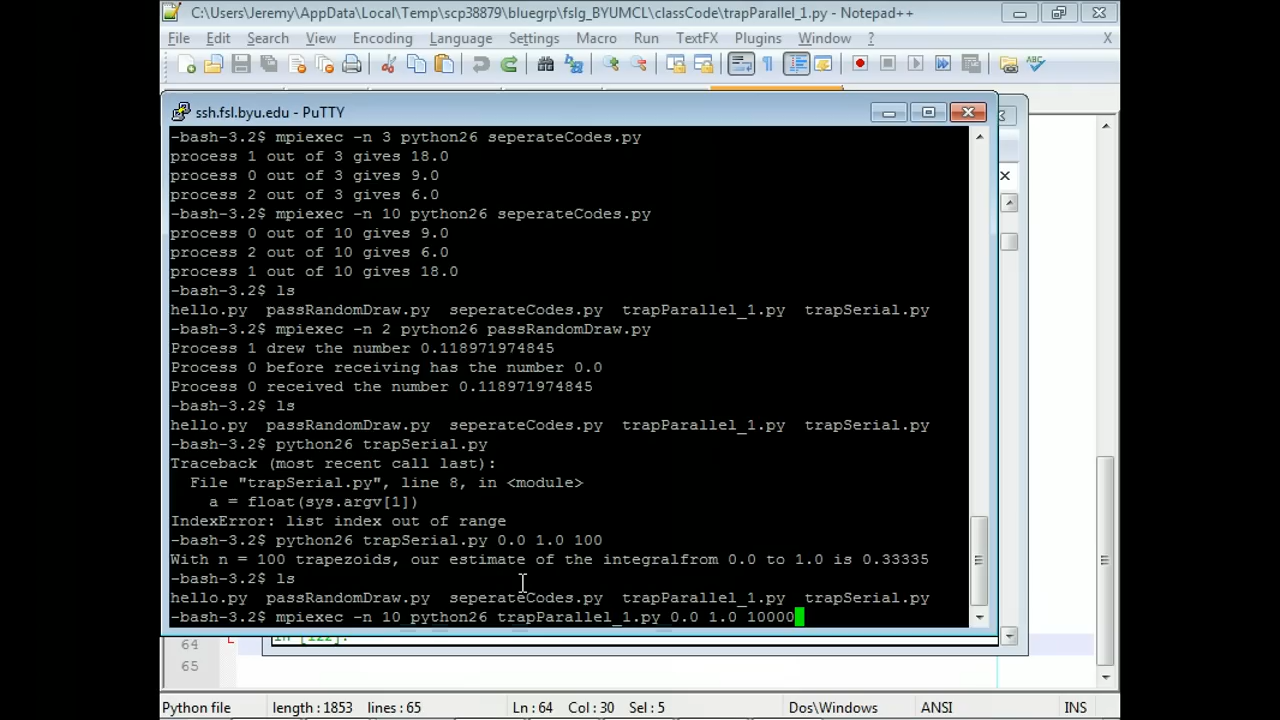 C:\Users\Jeremy\AppData\Local\Temp\scp38879\bluegrp\fslg_BYUMCL\classCode\trapParallel_1.py - Notepad++
File Edit Search View Encoding Language Settings Macro Run TextFX Plugins Window ? X
ssh.fsl.byu.edu - PuTTY
-bash-3.2$ mpiexec -n 3 python26 seperateCodes.py
process 1 out of 3 gives 18.0
process 0 out of 3 gives 9.0
process 2 out of 3 gives 6.0
-bash-3.2$ mpiexec -n 10 python26 seperateCodes.py
process 0 out of 10 gives 9.0
process 2 out of 10 gives 6.0
process 1 out of 10 gives 18.0
-bash-3.2$ ls
hello.py passRandomDraw.py seperateCodes.py trapParallel_1.py trapSerial.py
-bash-3.2$ mpiexec -n 2 python26 passRandomDraw.py
Process 1 drew the number 0.118971974845
Process 0 before receiving has the number 0.0
Process 0 received the number 0.118971974845
-bash-3.2$ ls
hello.py passRandomDraw.py seperateCodes.py trapParallel_1.py trapSerial.py
-bash-3.2$ python26 trapSerial.py
Traceback (most recent call last):
File "trapSerial.py", line 8, in <module>
a = float(sys.argv[1])
IndexError: list index out of range
-bash-3.2$ python26 trapSerial.py 0.0 1.0 100
With n = 100 trapezoids, our estimate of the integralfrom 0.0 to 1.0 is 0.33335
-bash-3.2$ ls
hello.py passRandomDraw.py seperateCodes.py trapParallel_1.py trapSerial.py
-bash-3.2$ mpiexec -n 10 python26 trapParallel_1.py 0.0 1.0 10000
In [122]:
64
65
Python file length : 1853 lines : 65 Ln : 64 Col : 30 Sel : 5 Dos\Windows ANSI INS